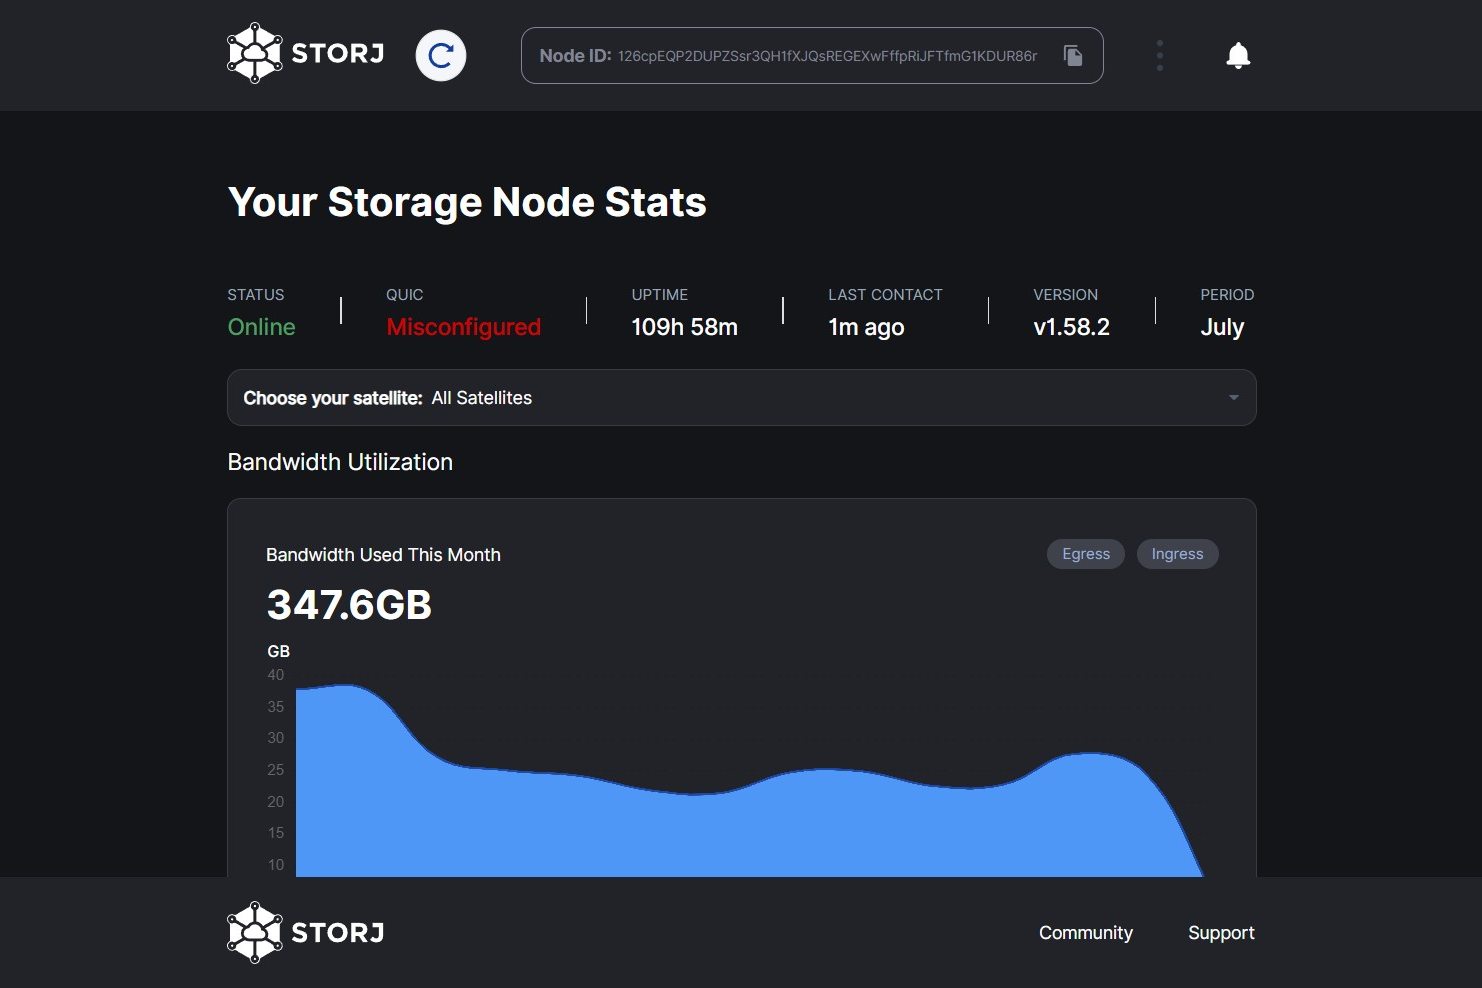 STORJ
Node ID: 126cpEQP2DUPZSsr3QH1fXJQsREGEXwFffpRiJFTfmG1KDUR86r
Your Storage Node Stats
STATUS QUIC UPTIME LAST CONTACT VERSION PERIOD
Online Misconfigured 109h 58m 1m ago v1.58.2 July
Choose your satellite: All Satellites
Bandwidth Utilization
Bandwidth Used This Month Egress Ingress
347.6GB
GB
40
35
30
25
20
15
10
STORJ Community Support